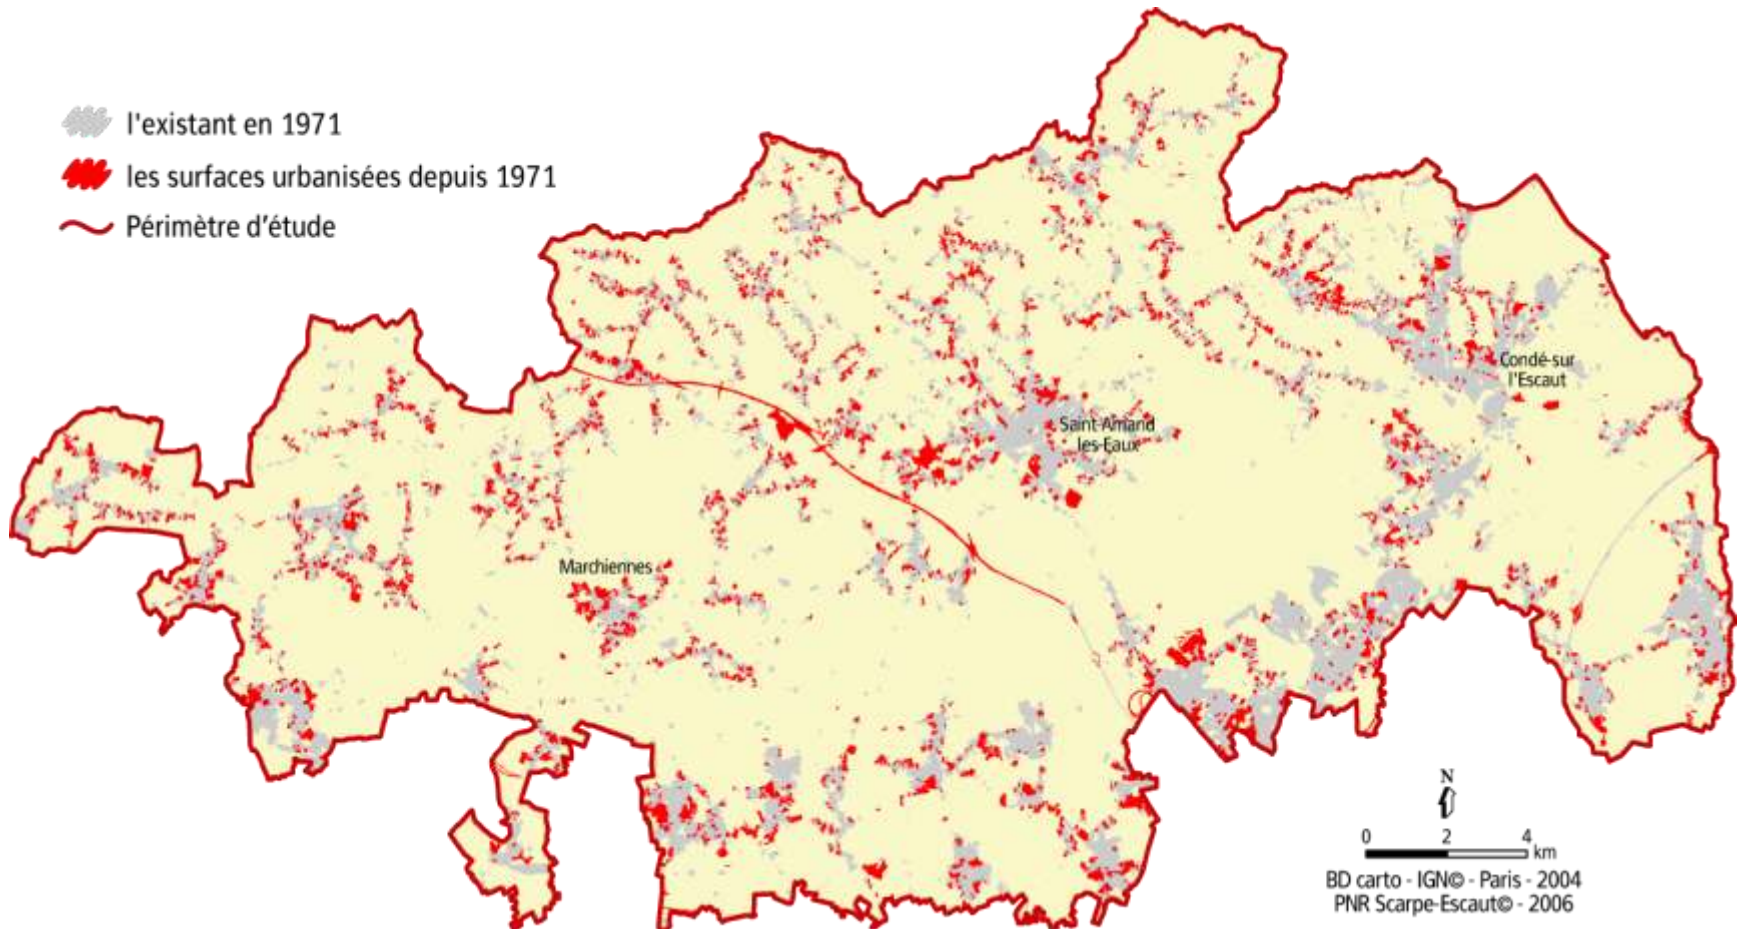 l'existant en 1971
les surfaces urbanisées depuis 1971
Périmètre d'étude
Condé-sur
l'Escaut
Saint-Amand
les-Eaux
Marchiennes
N
0 2 4
km
BD carto - IGN© - Paris - 2004
PNR Scarpe-Escaut© - 2006